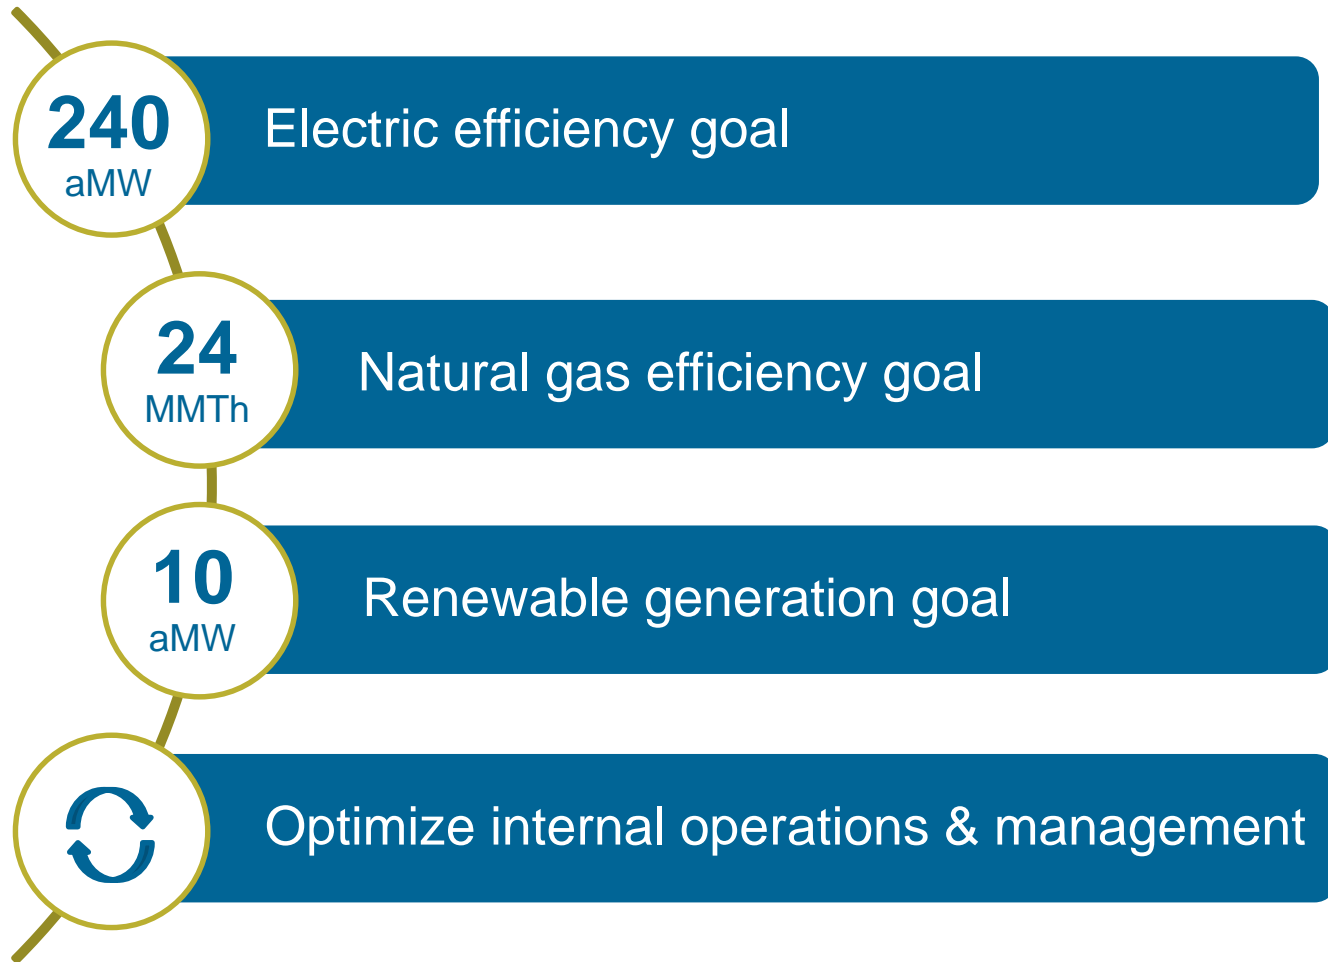 240
aMW
Electric efficiency goal
24
MMTh
Natural gas efficiency goal
10
aMW
Renewable generation goal
Optimize internal operations & management